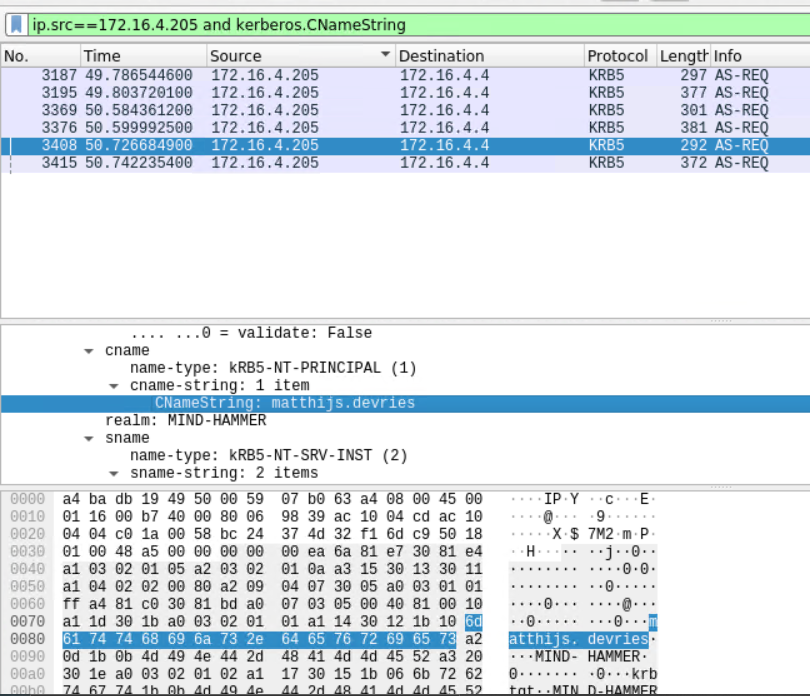 ip.src==172.16.4.205 and kerberos.CNameString
No. Time Source Destination Protocol Length Info
3187 49.786544600 172.16.4.205 172.16.4.4 KRB5 297 AS-REQ
3195 49.803720100 172.16.4.205 172.16.4.4 KRB5 377 AS-REQ
3369 50.584361200 172.16.4.205 172.16.4.4 KRB5 301 AS-REQ
3376 50.599992500 172.16.4.205 172.16.4.4 KRB5 381 AS-REQ
3408 50.726684900 172.16.4.205 172.16.4.4 KRB5 292 AS-REQ
3415 50.742235400 172.16.4.205 172.16.4.4 KRB5 372 AS-REQ
.... ...0 = validate: False
cname
name-type: kRB5-NT-PRINCIPAL (1)
cname-string: 1 item
CNameString: matthijs.devries
realm: MIND-HAMMER
sname
name-type: kRB5-NT-SRV-INST (2)
sname-string: 2 items
0000 a4 ba db 19 49 50 00 59 07 b0 63 a4 08 00 45 00 ····IP·Y ··c···E·
0010 01 16 00 b7 40 00 80 06 98 39 ac 10 04 cd ac 10 ····@··· ·9······
0020 04 04 c0 1a 00 58 bc 24 37 4d 32 f1 6d c9 50 18 ·····X·$ 7M2·m·P·
0030 01 00 48 a5 00 00 00 00 00 ea 6a 81 e7 30 81 e4 ··H····· ··j··0··
0040 a1 03 02 01 05 a2 03 02 01 0a a3 15 30 13 30 11 ········ ····0·0·
0050 a1 04 02 02 00 80 a2 09 04 07 30 05 a0 03 01 01 ········ ··0·····
0060 ff a4 81 c0 30 81 bd a0 07 03 05 00 40 81 00 10 ····0··· ····@···
0070 a1 1d 30 1b a0 03 02 01 01 a1 14 30 12 1b 10 6d ··0····· ···0···m
0080 61 74 74 68 69 6a 73 2e 64 65 76 72 69 65 73 a2 atthijs. devries·
0090 0d 1b 0b 4d 49 4e 44 2d 48 41 4d 4d 45 52 a3 20 ···MIND- HAMMER·
00a0 30 1e a0 03 02 01 02 a1 17 30 15 1b 06 6b 72 62 0······· ·0···krb
00b0 74 67 74 1b 0b 4d 49 4e 44 2d 48 41 4d 4d 45 52 tgt··MIN D-HAMMER